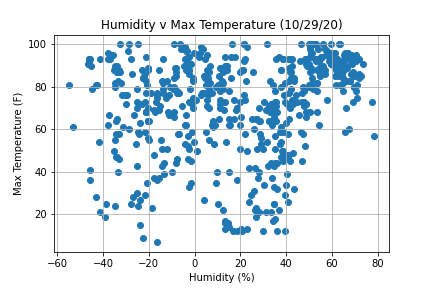 Humidity v Max Temperature (10/29/20)
100
80
60
40
20
Max Temperature (F)
−60 −40 −20 0 20 40 60 80
Humidity (%)